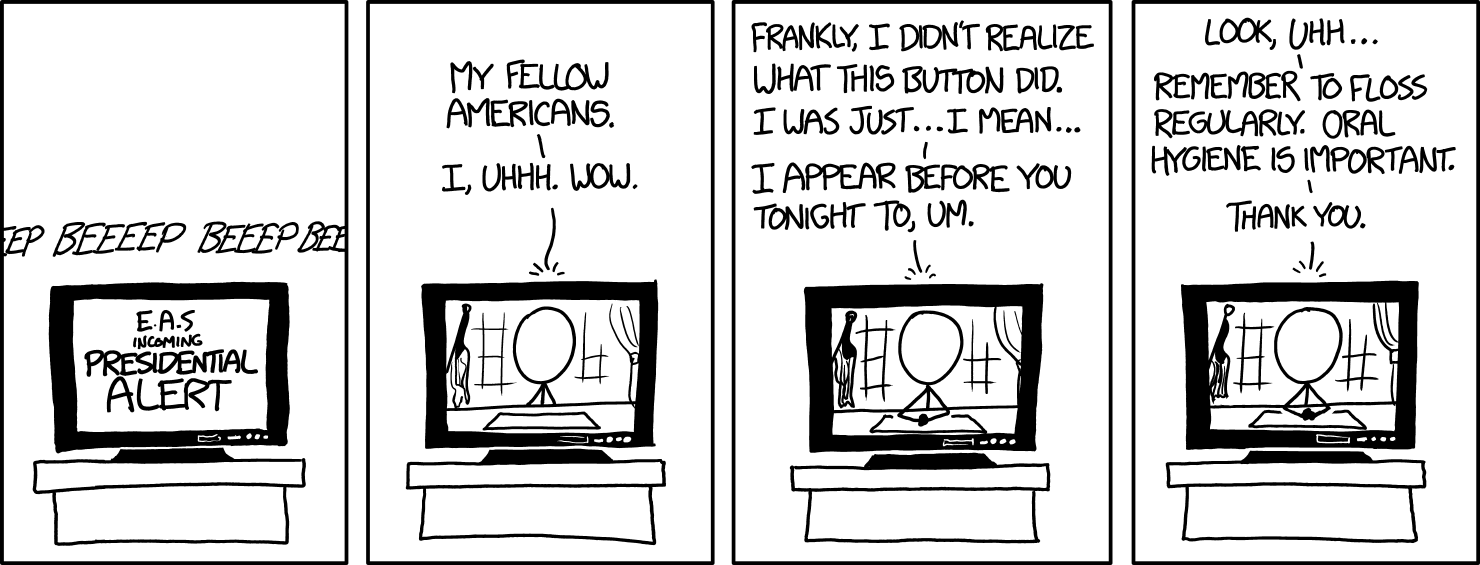 EEP BEEEEP BEEEP BEE
E.A.S
INCOMING
PRESIDENTIAL
ALERT
MY FELLOW
AMERICANS.
I, UHHH. WOW.
FRANKLY, I DIDN'T REALIZE
WHAT THIS BUTTON DID.
I WAS JUST...I MEAN...
I APPEAR BEFORE YOU
TONIGHT TO, UM.
LOOK, UHH...
REMEMBER TO FLOSS
REGULARLY. ORAL
HYGIENE IS IMPORTANT.
THANK YOU.